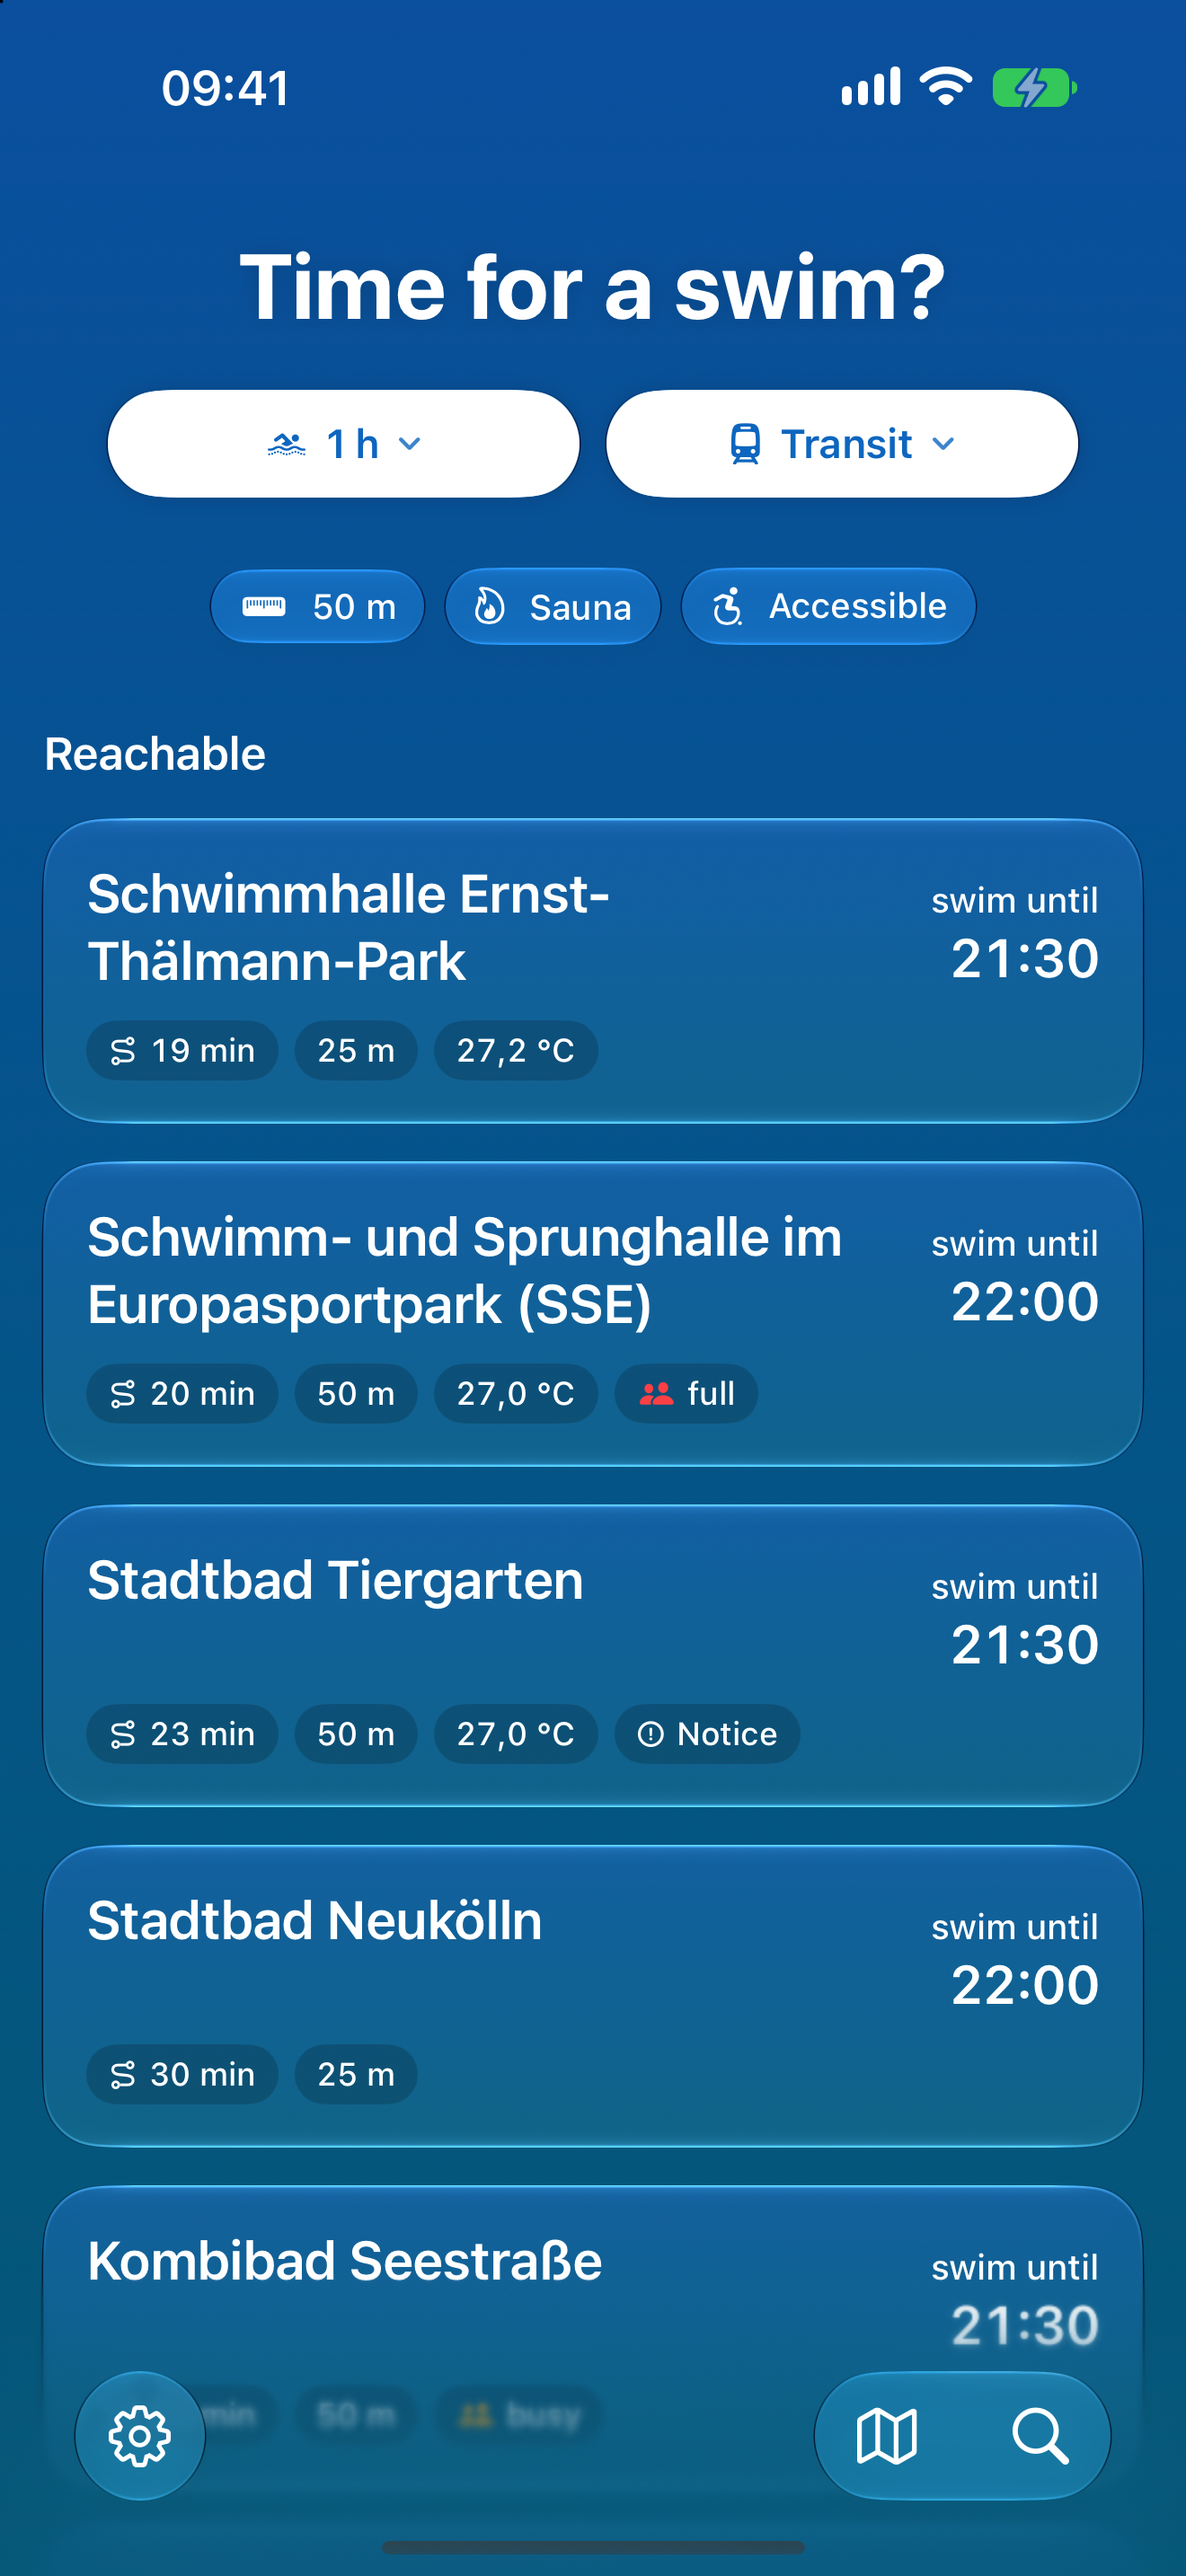 09:41
Time for a swim?
1 h
Transit
50 m
Sauna
Accessible
Reachable
Schwimmhalle Ernst-
Thälmann-Park
swim until
21:30
19 min
25 m
27,2 °C
Schwimm- und Sprunghalle im
Europasportpark (SSE)
swim until
22:00
20 min
50 m
27,0 °C
full
Stadtbad Tiergarten
swim until
21:30
23 min
50 m
27,0 °C
Notice
Stadtbad Neukölln
swim until
22:00
30 min
25 m
Kombibad Seestraße
swim until
21:30
min
50 m
busy